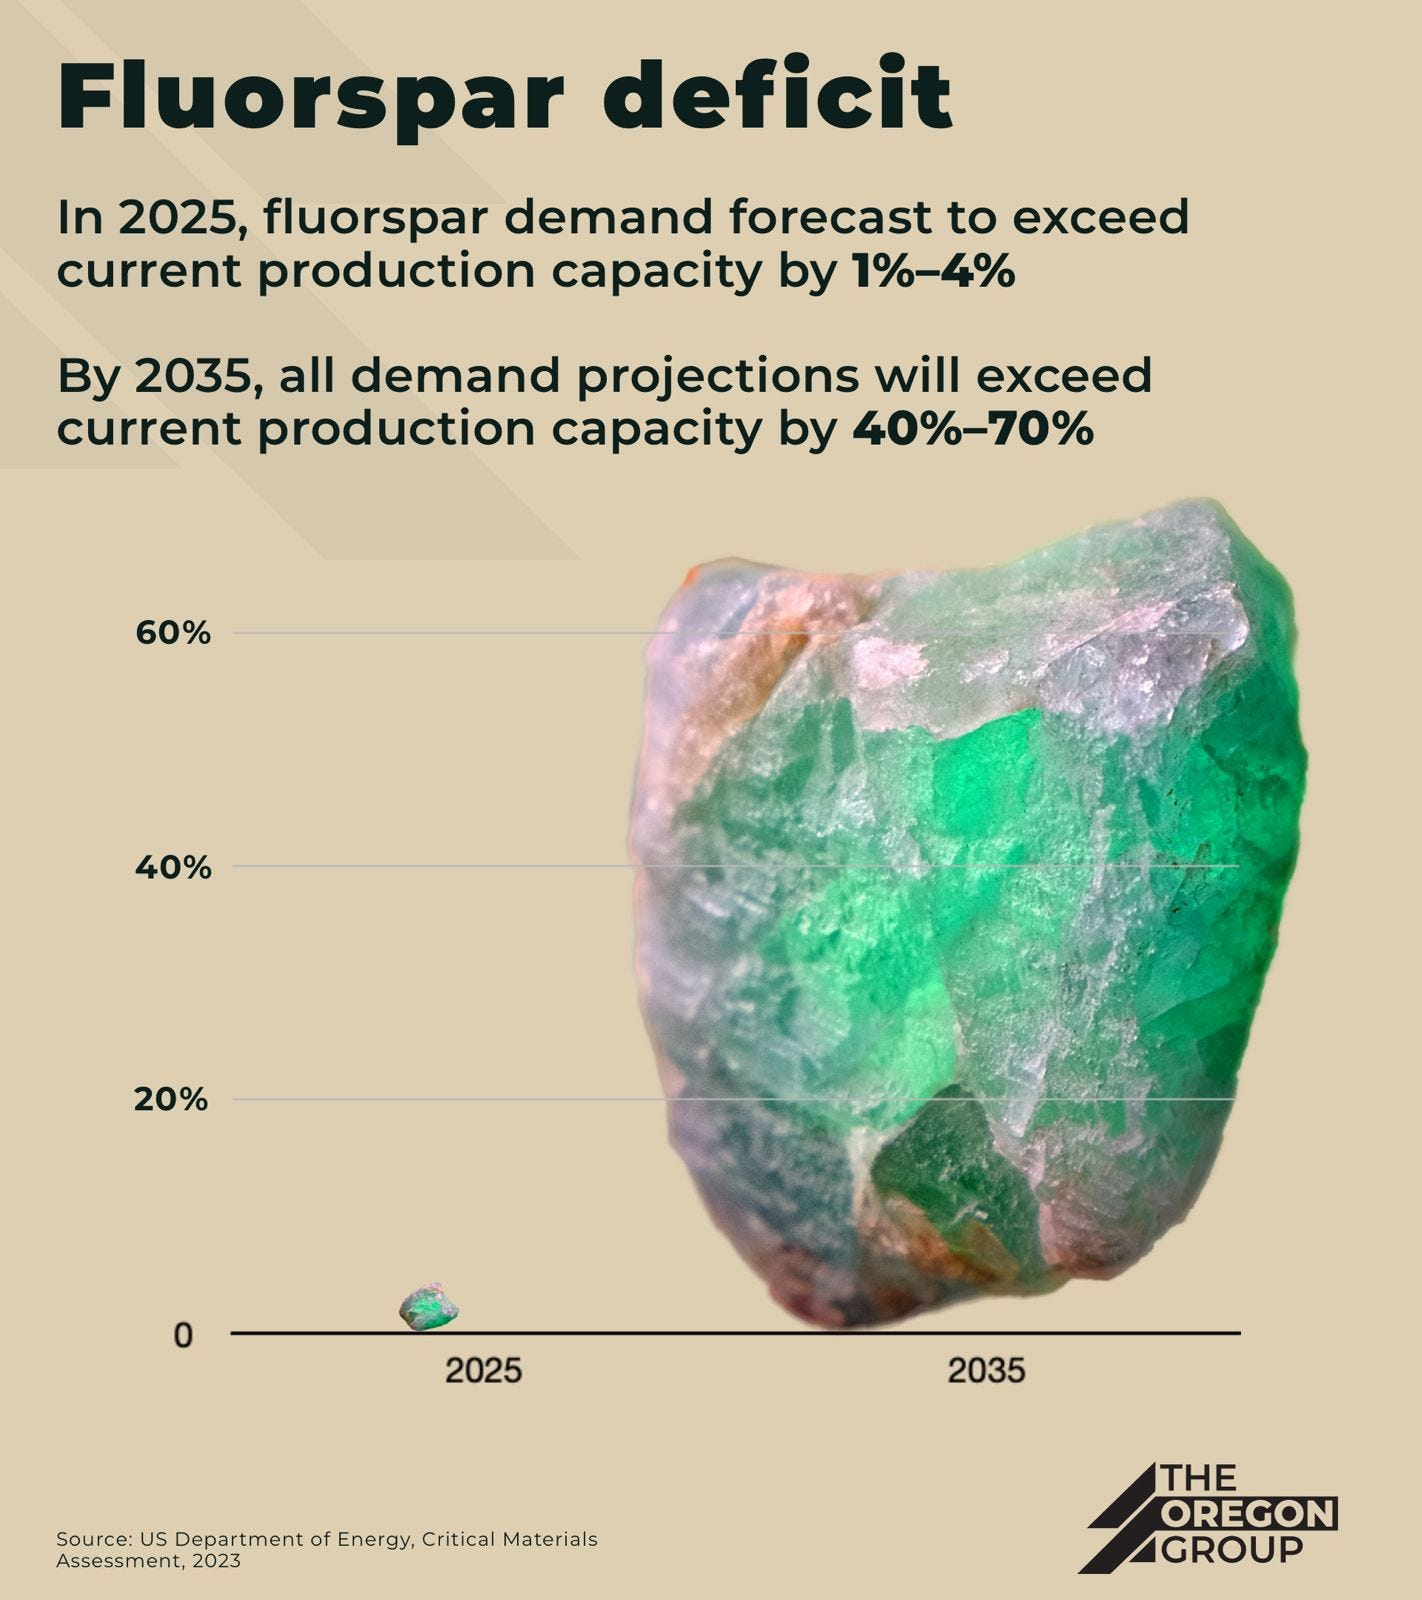 Fluorspar deficit
In 2025, fluorspar demand forecast to exceed
current production capacity by 1%–4%
By 2035, all demand projections will exceed
current production capacity by 40%–70%
60%
40%
20%
0
2025 2035
Source: US Department of Energy, Critical Materials
Assessment, 2023
THE
OREGON
GROUP